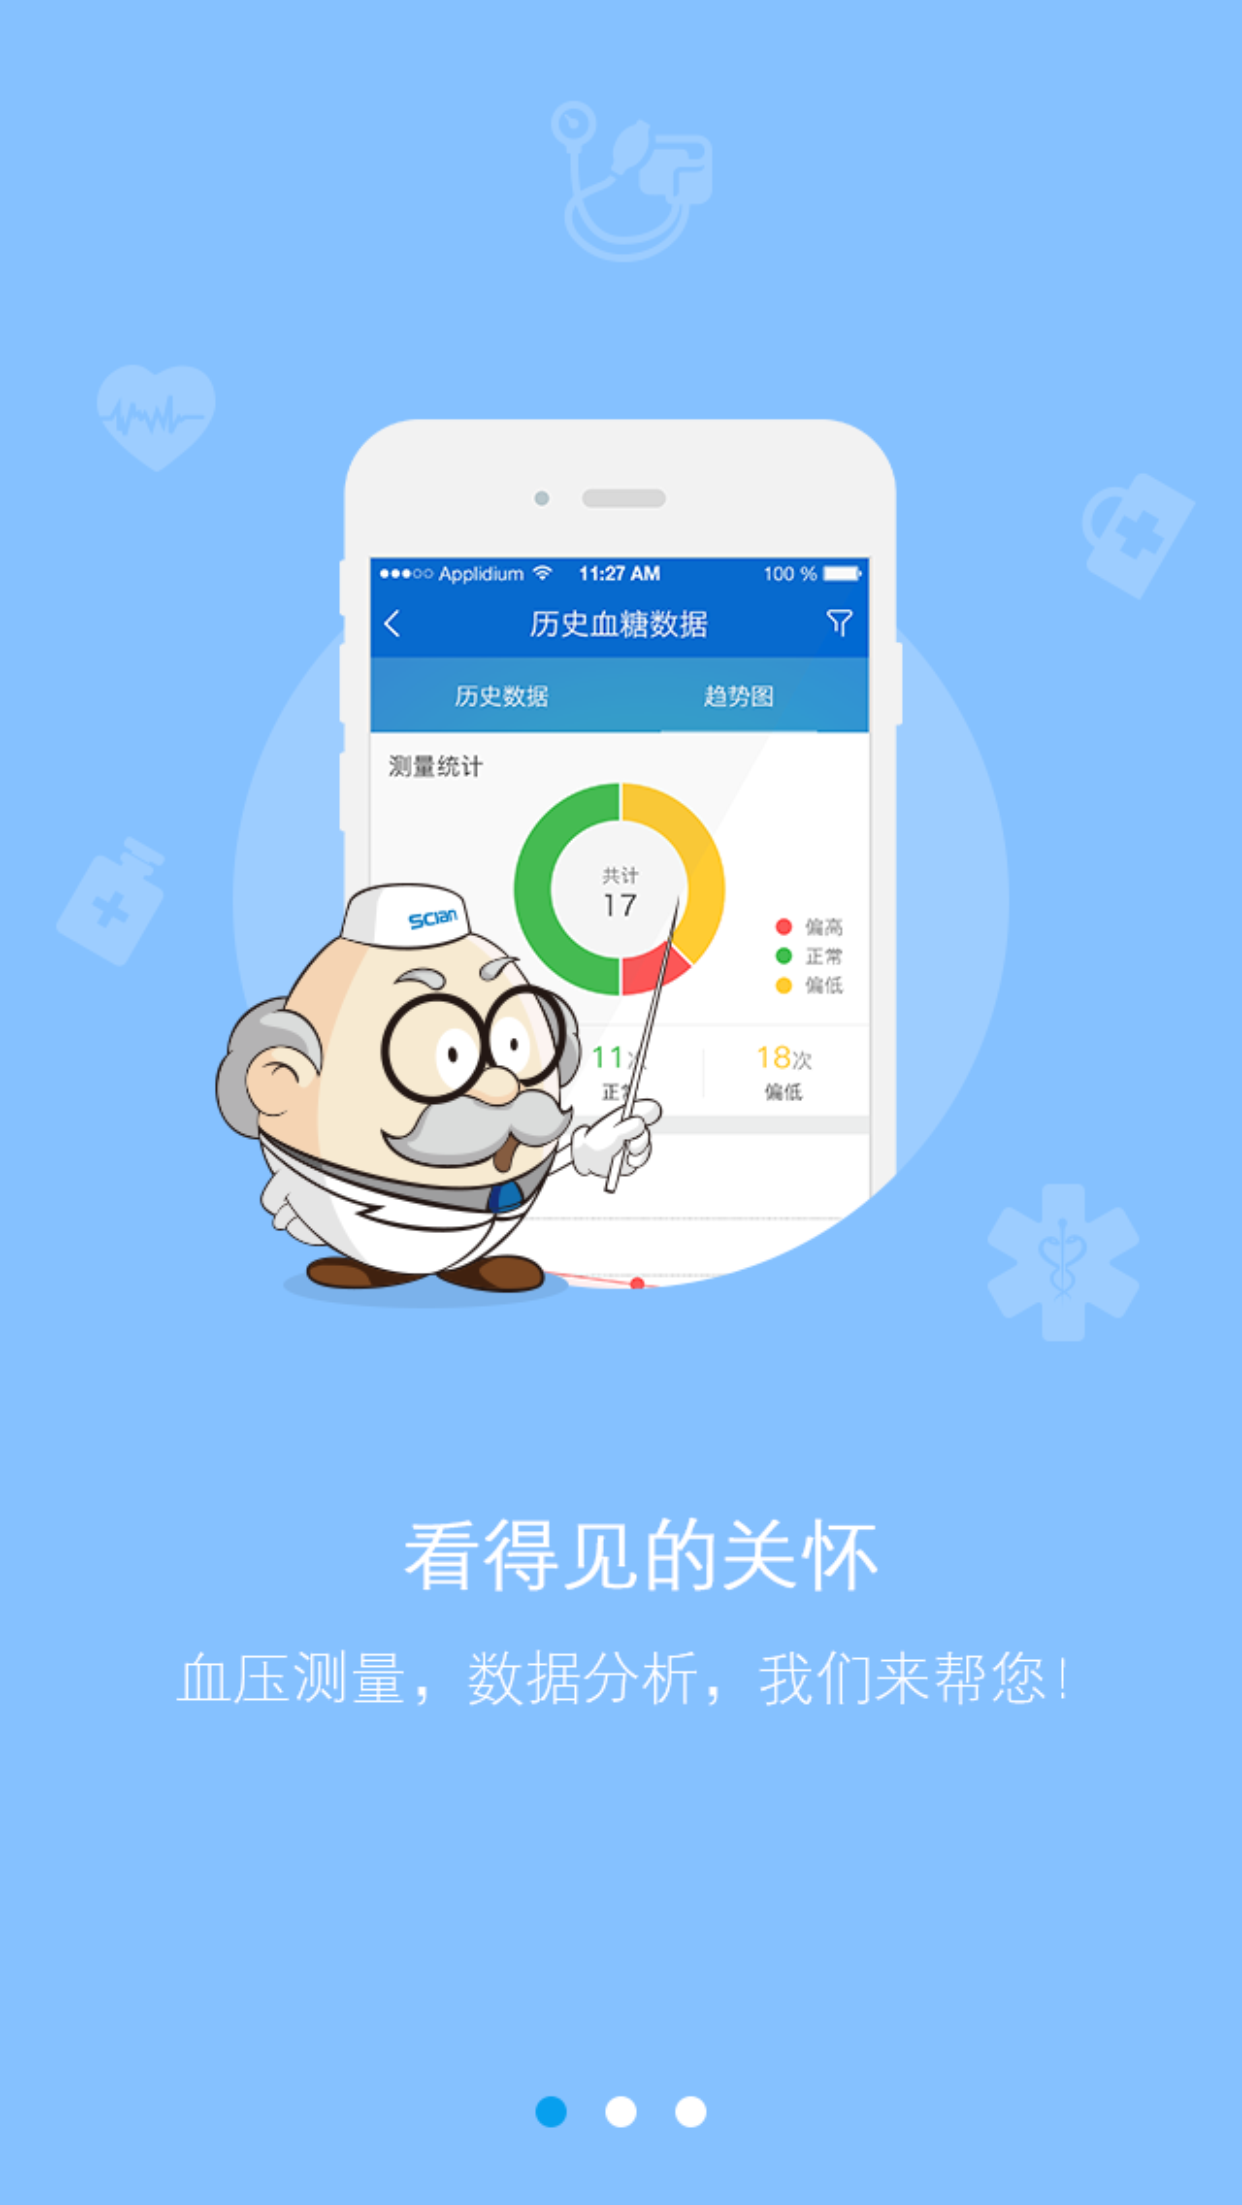 Applidium 11:27 AM 100 %
历史血糖数据
历史数据 趋势图
测量统计
共计
17
偏高
正常
偏低
scian
11次 18次
正常 偏低
看得见的关怀
血压测量，数据分析，我们来帮您！